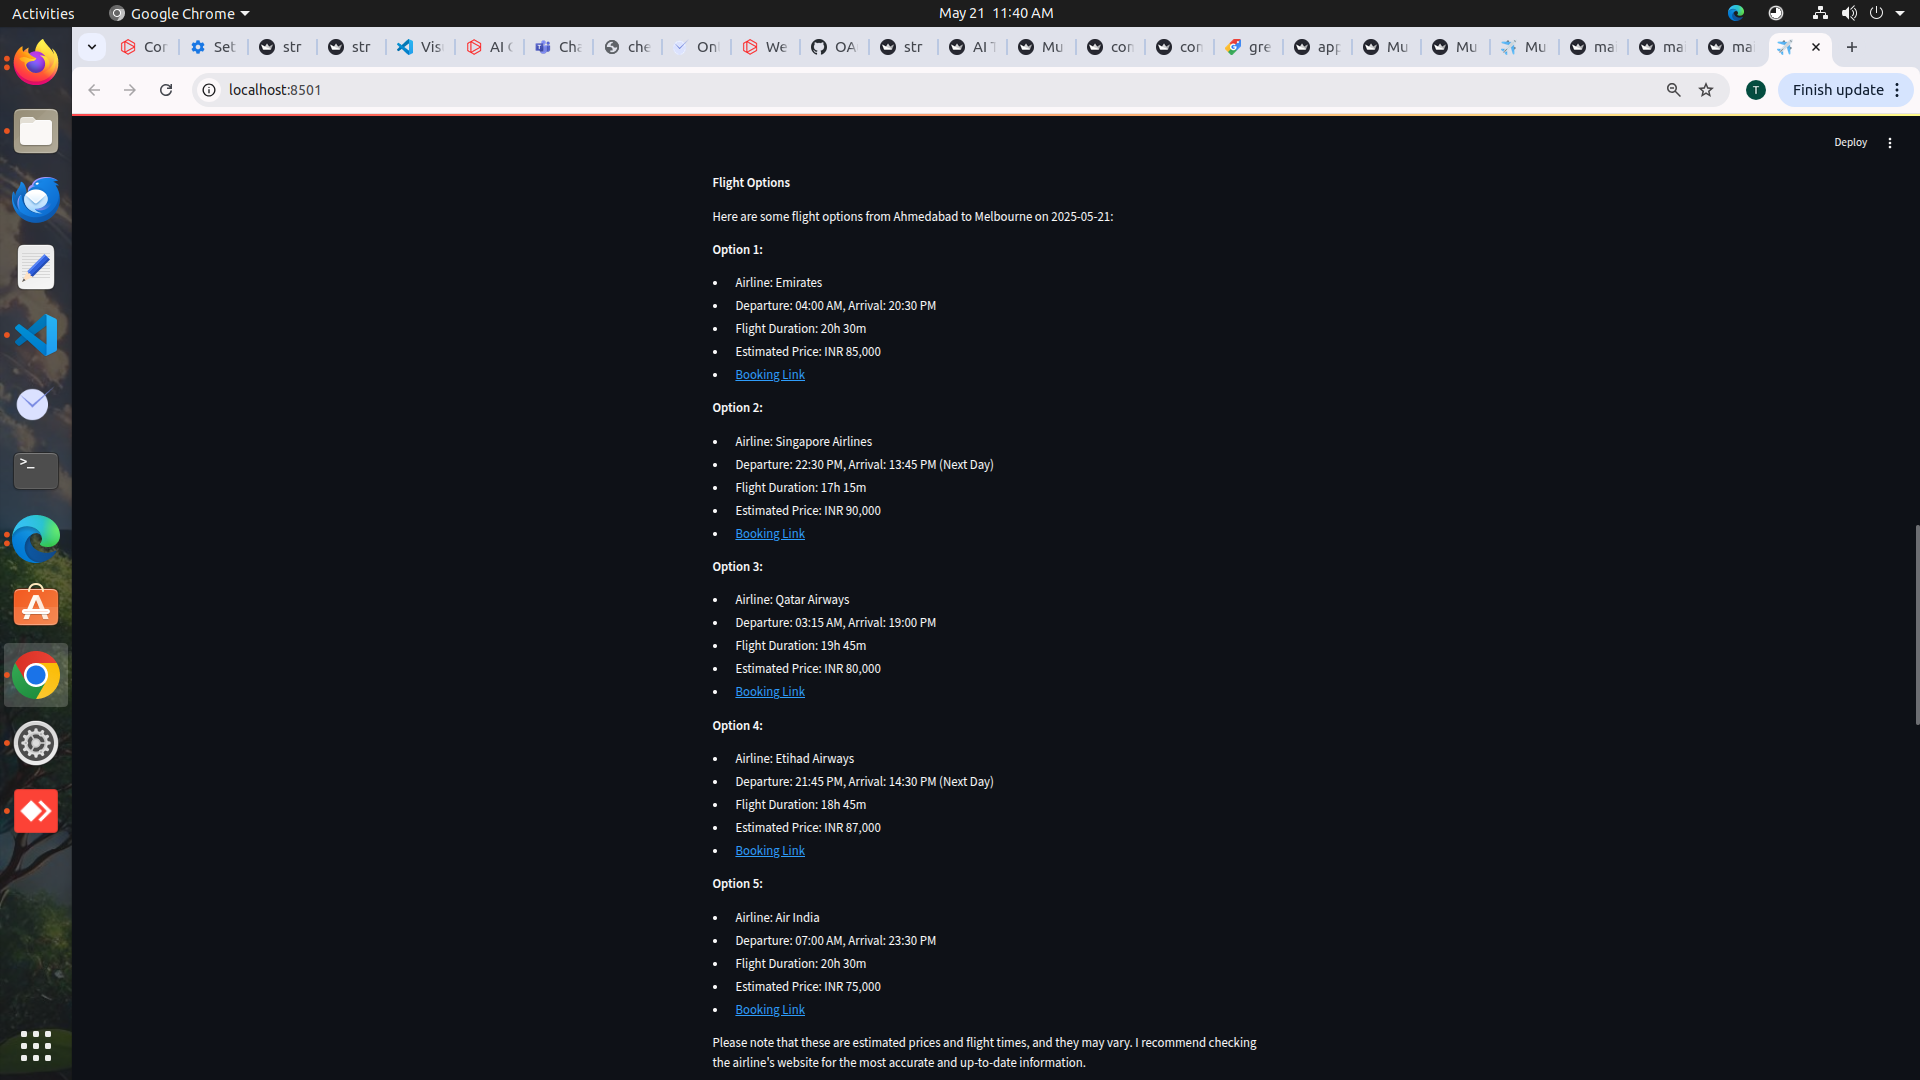 Activities
Google Chrome
May 21 11:40 AM
Cor
Set
str
str
Vis
AI
Cha
che
Onl
We
OA
str
AI T
Mu
con
con
gre
app
Mu
Mu
Mu
mai
mai
mai
localhost:8501
T
Finish update
Deploy
Flight Options
Here are some flight options from Ahmedabad to Melbourne on 2025-05-21:
Option 1:
• Airline: Emirates
• Departure: 04:00 AM, Arrival: 20:30 PM
• Flight Duration: 20h 30m
• Estimated Price: INR 85,000
• Booking Link
Option 2:
• Airline: Singapore Airlines
• Departure: 22:30 PM, Arrival: 13:45 PM (Next Day)
• Flight Duration: 17h 15m
• Estimated Price: INR 90,000
• Booking Link
Option 3:
• Airline: Qatar Airways
• Departure: 03:15 AM, Arrival: 19:00 PM
• Flight Duration: 19h 45m
• Estimated Price: INR 80,000
• Booking Link
Option 4:
• Airline: Etihad Airways
• Departure: 21:45 PM, Arrival: 14:30 PM (Next Day)
• Flight Duration: 18h 45m
• Estimated Price: INR 87,000
• Booking Link
Option 5:
• Airline: Air India
• Departure: 07:00 AM, Arrival: 23:30 PM
• Flight Duration: 20h 30m
• Estimated Price: INR 75,000
• Booking Link
Please note that these are estimated prices and flight times, and they may vary. I recommend checking
the airline's website for the most accurate and up-to-date information.